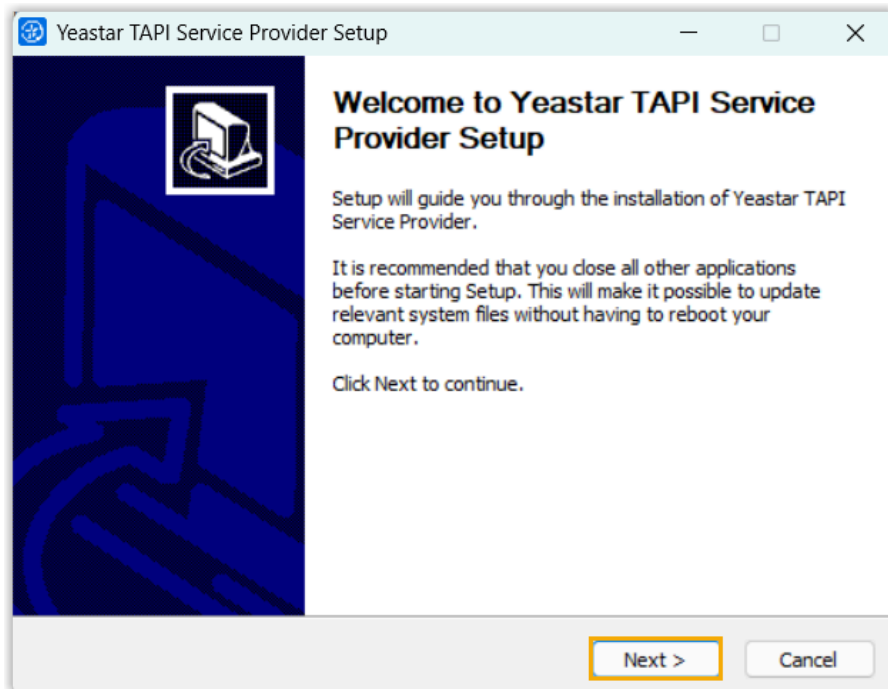 Yeastar TAPI Service Provider Setup
Welcome to Yeastar TAPI Service
Provider Setup
Setup will guide you through the installation of Yeastar TAPI
Service Provider.
It is recommended that you close all other applications
before starting Setup. This will make it possible to update
relevant system files without having to reboot your
computer.
Click Next to continue.
Next >
Cancel